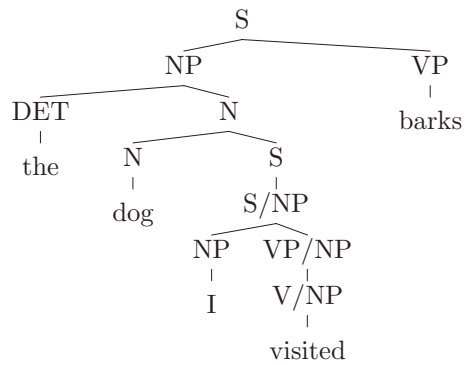 S
NP VP
DET N barks
the N S
dog S/NP
NP VP/NP
I V/NP
visited